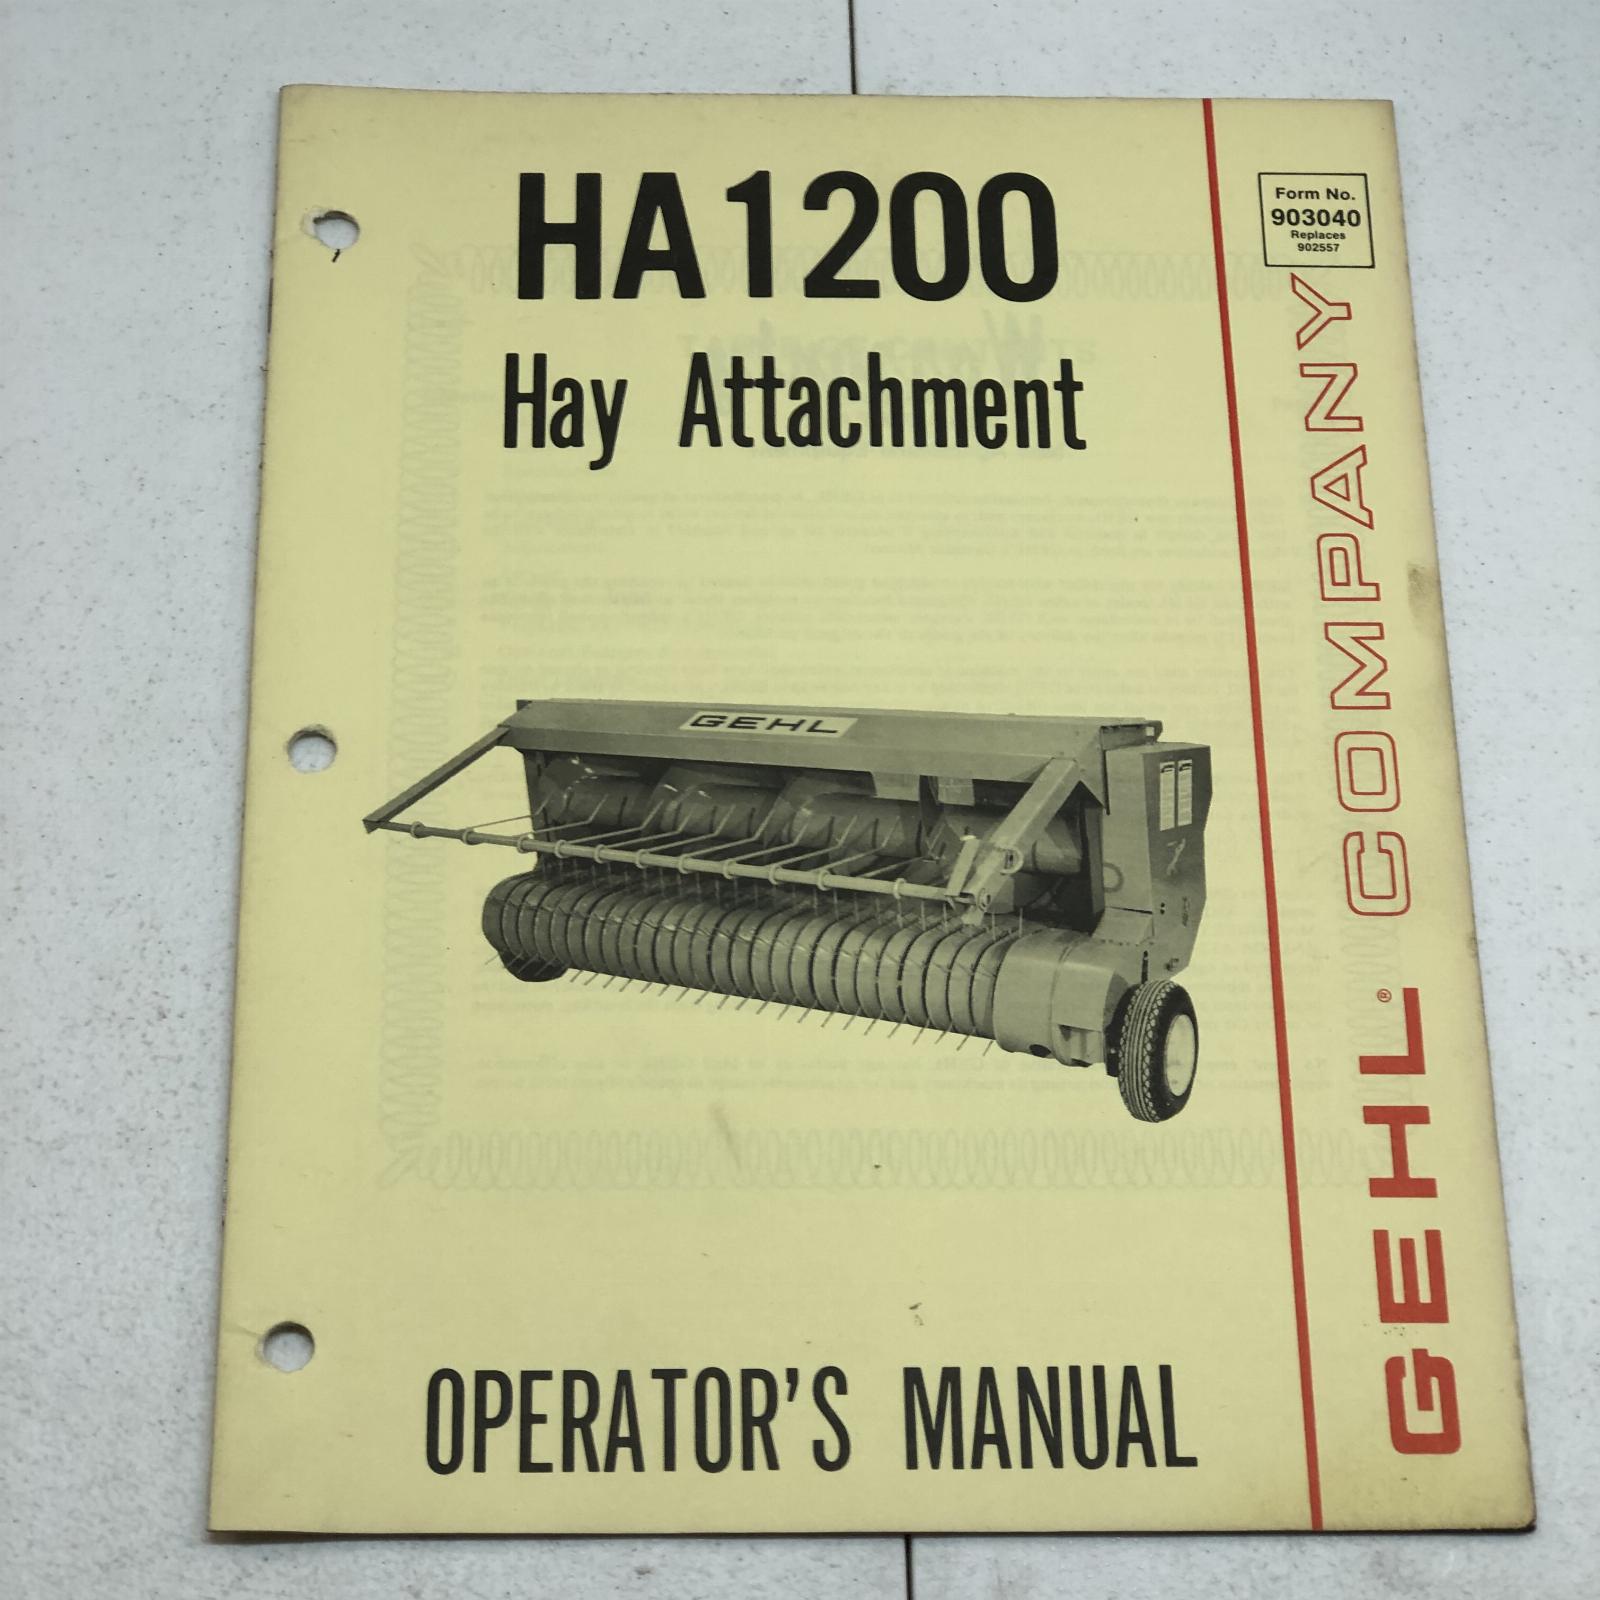 HA1200
Hay Attachment
Form No.
903040
Replaces
902557
GEHL
OPERATOR'S MANUAL
GEHL® COMPANY